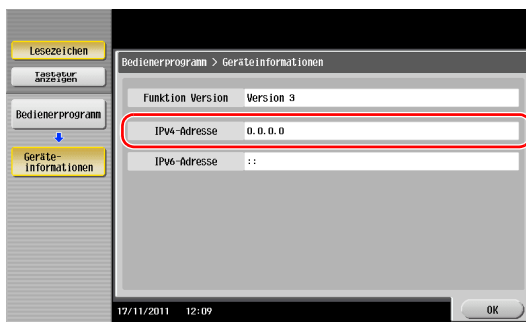 Lesezeichen
Tastatur
anzeigen
Bedienerprogramm
Geräte-
informationen
Bedienerprogramm > Geräteinformationen
Funktion Version Version 3
IPv4-Adresse 0.0.0.0
IPv6-Adresse ::
17/11/2011 12:09
OK